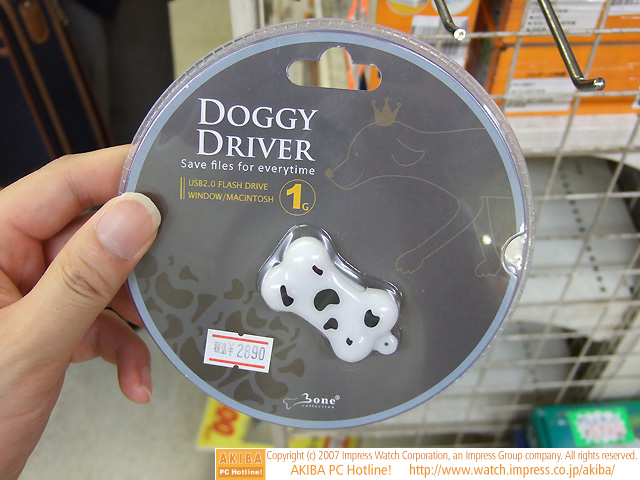 DOGGY
DRIVER
Save files for everytime
USB2.0 FLASH DRIVE
WINDOW/MACINTOSH
1G
税込¥ 2890
Bone®
collection
AKIBA
PC Hotline!
Copyright (c) 2007 Impress Watch Corporation, an Impress Group company. All rights reserved.
AKIBA PC Hotline! http://www.watch.impress.co.jp/akiba/